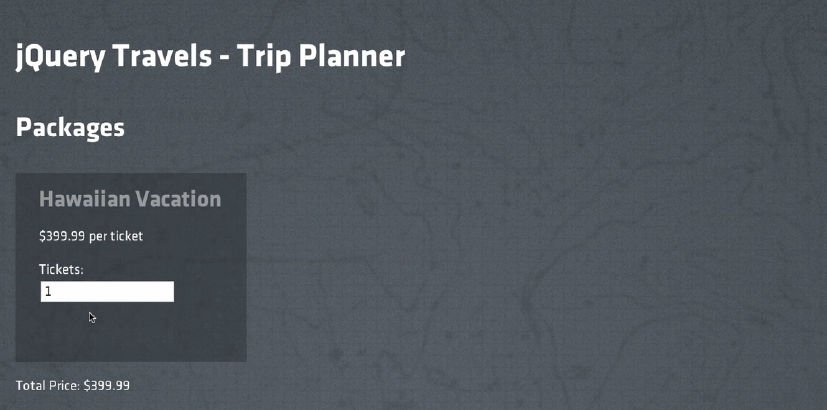 jQuery Travels - Trip Planner
Packages
Hawaiian Vacation
$399.99 per ticket
Tickets:
1
Total Price: $399.99